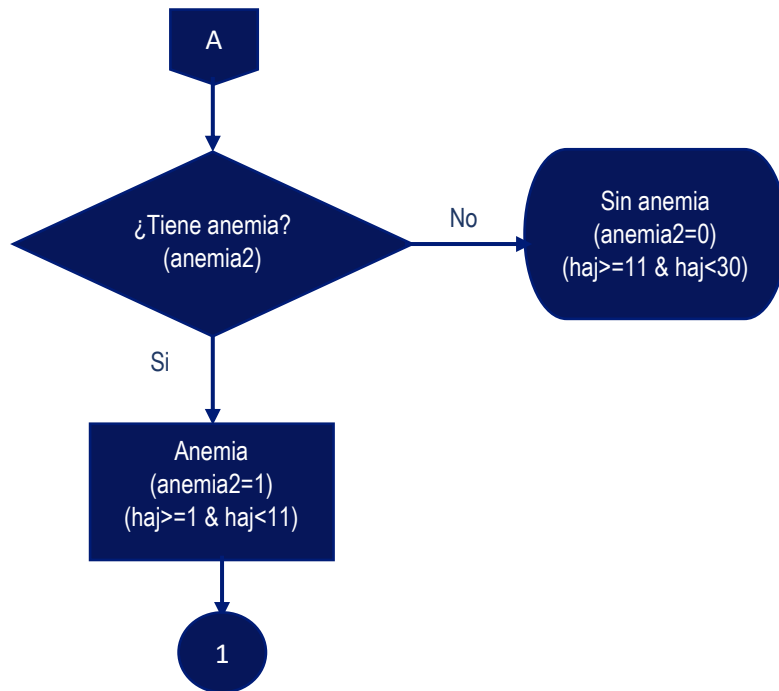 A
¿Tiene anemia?
(anemia2)
No
Sin anemia
(anemia2=0)
(haj>=11 & haj<30)
Si
Anemia
(anemia2=1)
(haj>=1 & haj<11)
1